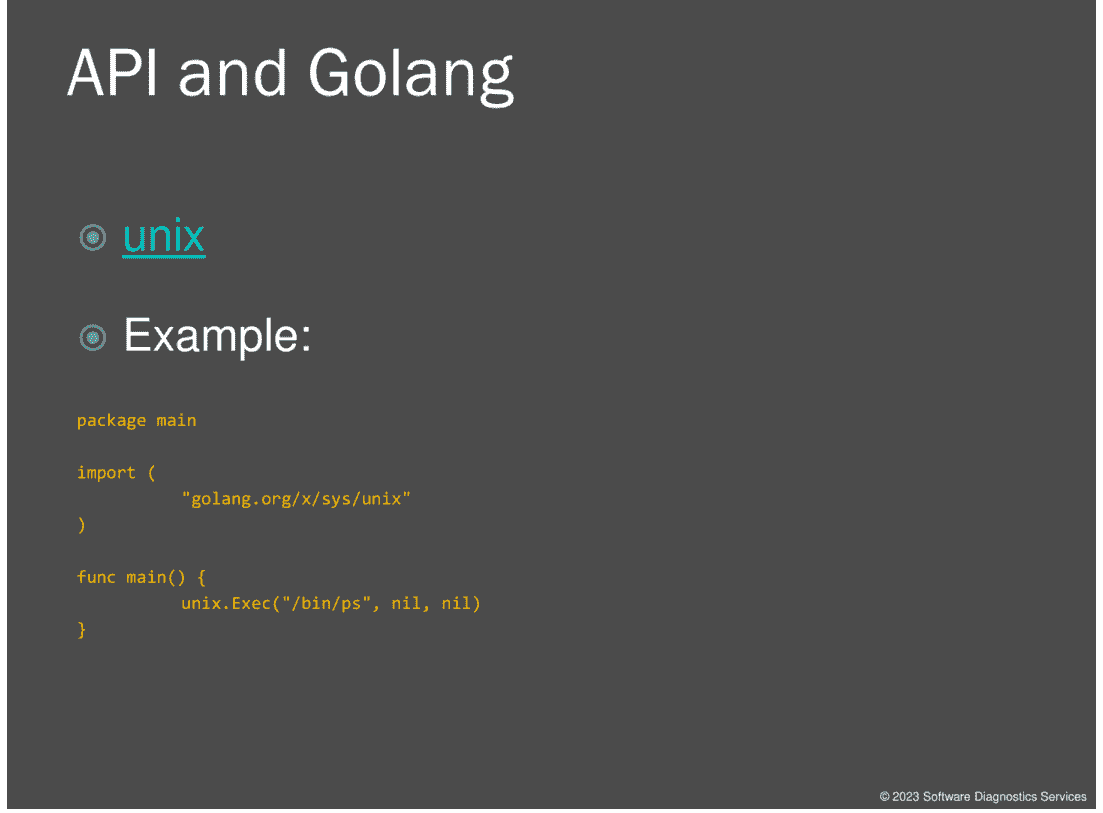 API and Golang
unix
Example:
package main
import (
"golang.org/x/sys/unix"
)
func main() {
unix.Exec("/bin/ps", nil, nil)
}
© 2023 Software Diagnostics Services